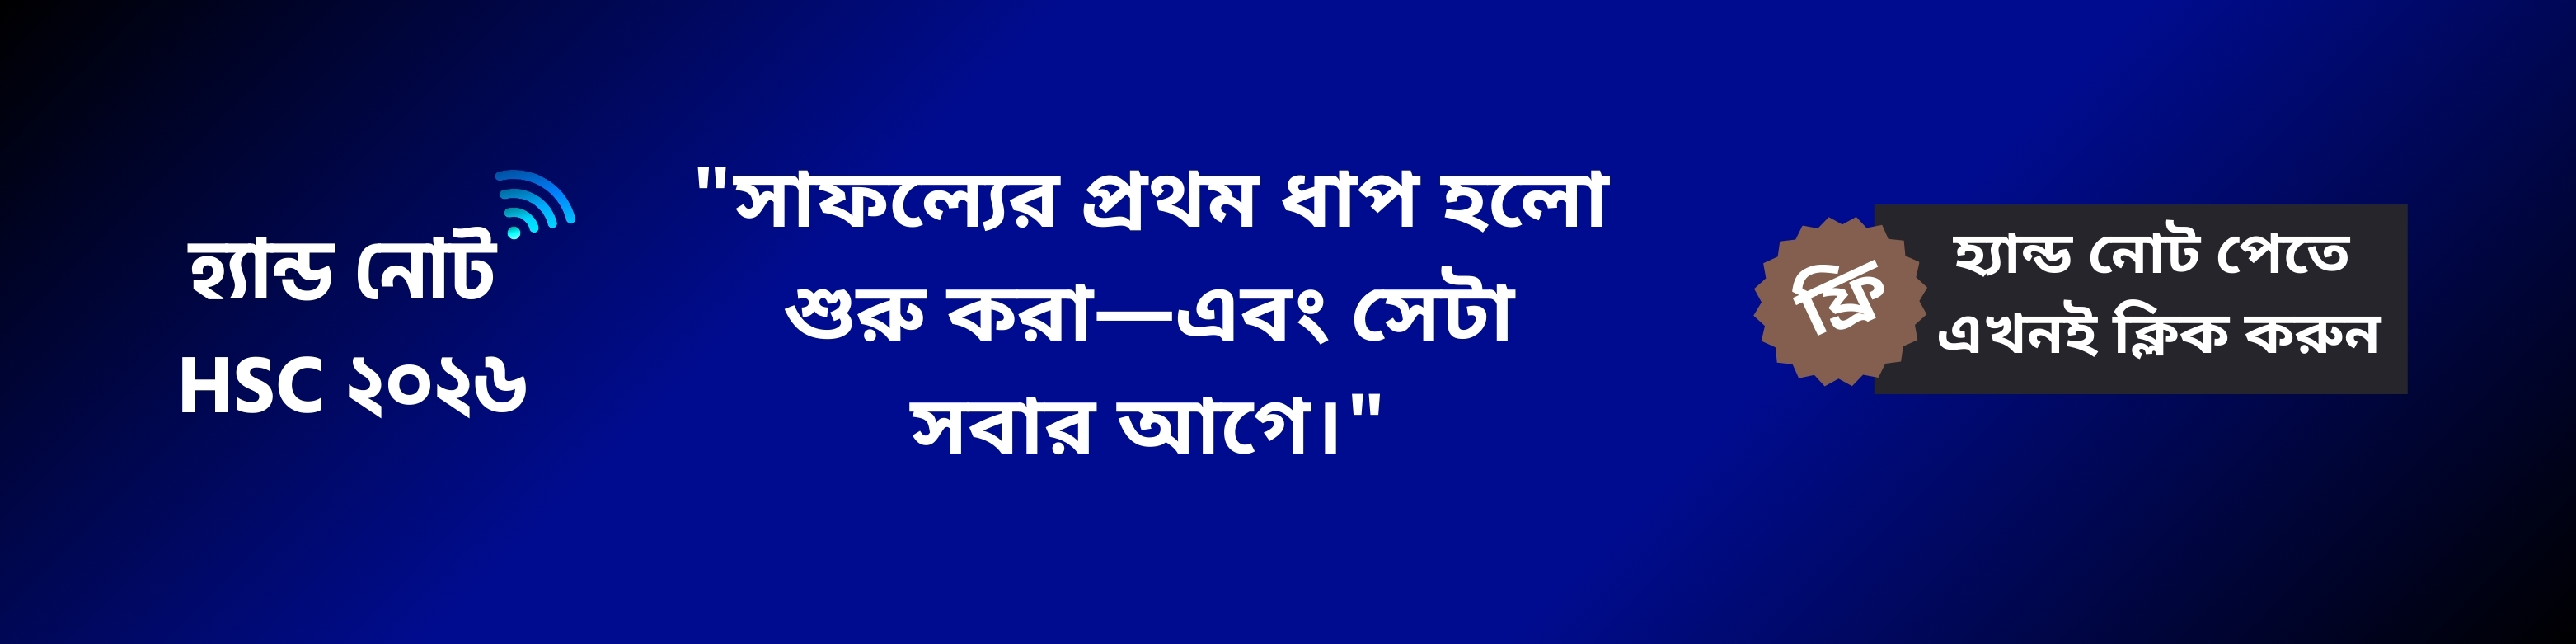 হ্যান্ড নোট
HSC ২০২৬
"সাফল্যের প্রথম ধাপ হলো
শুরু করা—এবং সেটা
সবার আগে।"
ফ্রি
হ্যান্ড নোট পেতে
এখনই ক্লিক করুন